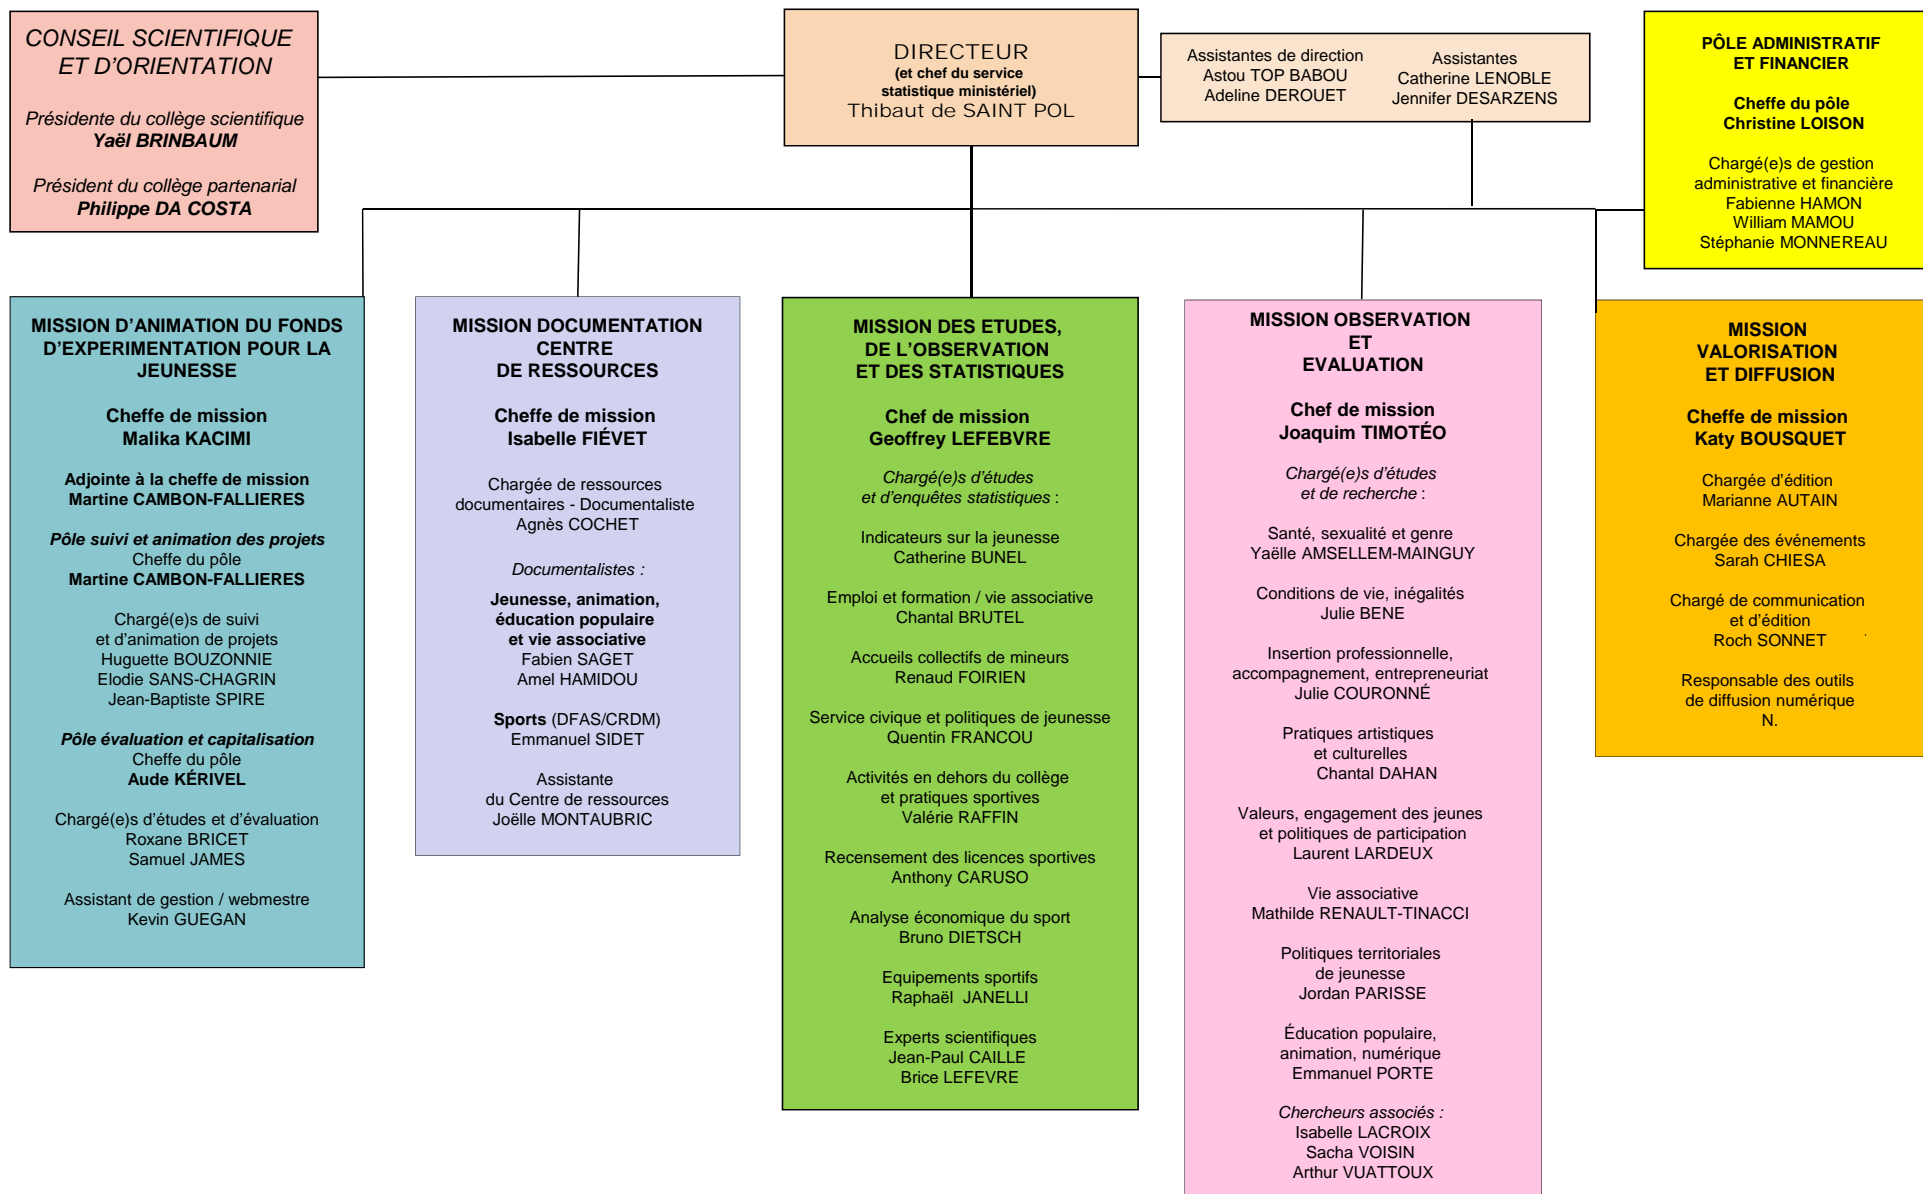 CONSEIL SCIENTIFIQUE
ET D'ORIENTATION
Présidente du collège scientifique
Yaël BRINBAUM
Président du collège partenarial
Philippe DA COSTA
DIRECTEUR
(et chef du service
statistique ministériel)
Thibaut de SAINT POL
Assistantes de direction
Astou TOP BABOU
Adeline DEROUET
Assistantes
Catherine LENOBLE
Jennifer DESARZENS
PÔLE ADMINISTRATIF
ET FINANCIER
Cheffe du pôle
Christine LOISON
Chargé(e)s de gestion
administrative et financière
Fabienne HAMON
William MAMOU
Stéphanie MONNEREAU
MISSION D'ANIMATION DU FONDS
D'EXPERIMENTATION POUR LA
JEUNESSE
Cheffe de mission
Malika KACIMI
Adjointe à la cheffe de mission
Martine CAMBON-FALLIERES
Pôle suivi et animation des projets
Cheffe du pôle
Martine CAMBON-FALLIERES
Chargé(e)s de suivi
et d'animation de projets
Huguette BOUZONNIE
Elodie SANS-CHAGRIN
Jean-Baptiste SPIRE
Pôle évaluation et capitalisation
Cheffe du pôle
Aude KÉRIVEL
Chargé(e)s d'études et d'évaluation
Roxane BRICET
Samuel JAMES
Assistant de gestion / webmestre
Kevin GUEGAN
MISSION DOCUMENTATION
CENTRE
DE RESSOURCES
Cheffe de mission
Isabelle FIÉVET
Chargée de ressources
documentaires - Documentaliste
Agnès COCHET
Documentalistes :
Jeunesse, animation,
éducation populaire
et vie associative
Fabien SAGET
Amel HAMIDOU
Sports (DFAS/CRDM)
Emmanuel SIDET
Assistante
du Centre de ressources
Joëlle MONTAUBRIC
MISSION DES ETUDES,
DE L'OBSERVATION
ET DES STATISTIQUES
Chef de mission
Geoffrey LEFEBVRE
Chargé(e)s d'études
et d'enquêtes statistiques :
Indicateurs sur la jeunesse
Catherine BUNEL
Emploi et formation / vie associative
Chantal BRUTEL
Accueils collectifs de mineurs
Renaud FOIRIEN
Service civique et politiques de jeunesse
Quentin FRANCOU
Activités en dehors du collège
et pratiques sportives
Valérie RAFFIN
Recensement des licences sportives
Anthony CARUSO
Analyse économique du sport
Bruno DIETSCH
Equipements sportifs
Raphaël JANELLI
Experts scientifiques
Jean-Paul CAILLE
Brice LEFEVRE
MISSION OBSERVATION
ET
EVALUATION
Chef de mission
Joaquim TIMOTÉO
Chargé(e)s d'études
et de recherche :
Santé, sexualité et genre
Yaëlle AMSELLEM-MAINGUY
Conditions de vie, inégalités
Julie BENE
Insertion professionnelle,
accompagnement, entrepreneuriat
Julie COURONNÉ
Pratiques artistiques
et culturelles
Chantal DAHAN
Valeurs, engagement des jeunes
et politiques de participation
Laurent LARDEUX
Vie associative
Mathilde RENAULT-TINACCI
Politiques territoriales
de jeunesse
Jordan PARISSE
Éducation populaire,
animation, numérique
Emmanuel PORTE
Chercheurs associés :
Isabelle LACROIX
Sacha VOISIN
Arthur VUATTOUX
MISSION
VALORISATION
ET DIFFUSION
Cheffe de mission
Katy BOUSQUET
Chargée d'édition
Marianne AUTAIN
Chargée des événements
Sarah CHIESA
Chargé de communication
et d'édition
Roch SONNET
Responsable des outils
de diffusion numérique
N.